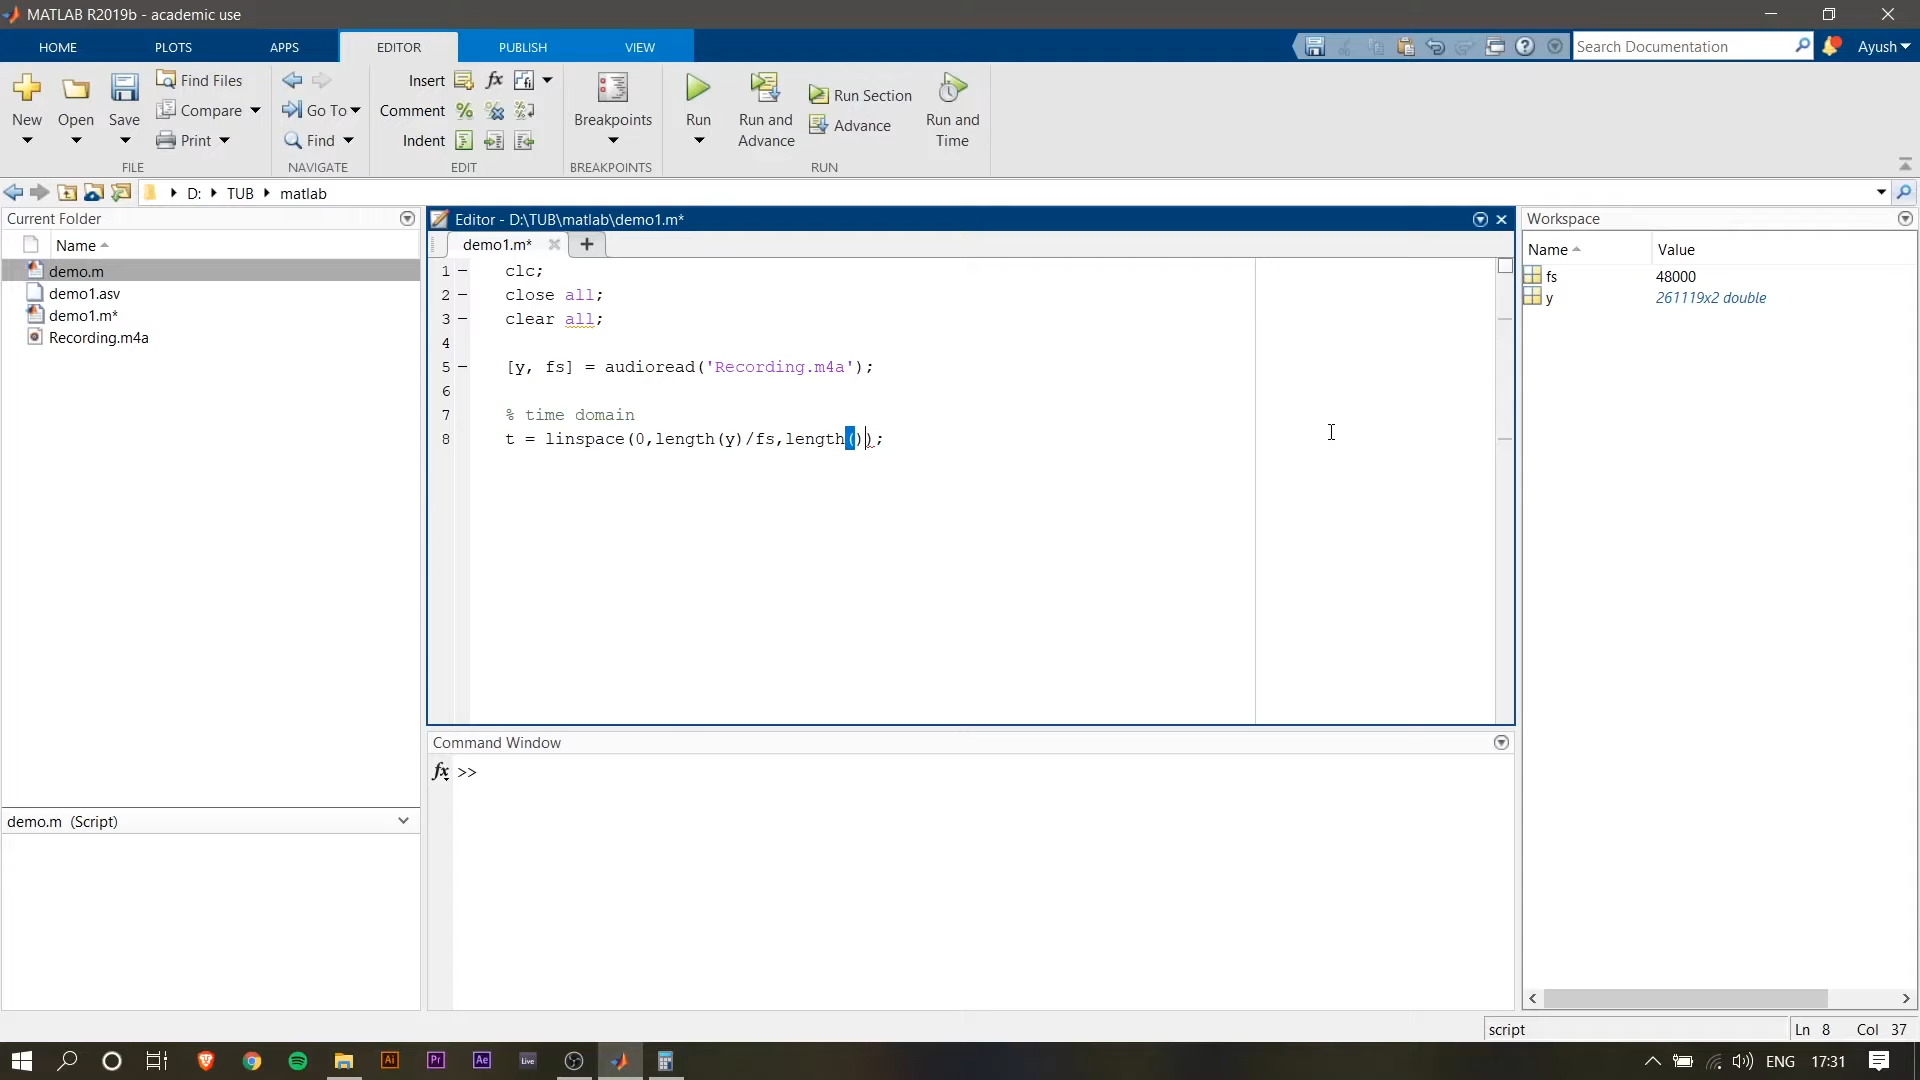 MATLAB R2019b - academic use
HOME PLOTS APPS EDITOR PUBLISH VIEW
Search Documentation
Ayush
New
Open
Save
Find Files
Compare
Print
FILE
Go To
Find
NAVIGATE
Insert fx
Comment
Indent
EDIT
Breakpoints
BREAKPOINTS
Run
Run and Advance
Run Section
Advance
Run and Time
RUN
D: TUB matlab
Current Folder
Name
demo.m
demo1.asv
demo1.m*
Recording.m4a
demo.m (Script)
Editor - D:\TUB\matlab\demo1.m*
demo1.m*
1 clc;
2 close all;
3 clear all;
4
5 [y, fs] = audioread('Recording.m4a');
6
7 % time domain
8 t = linspace(0,length(y)/fs,length());
Command Window
fx >>
Workspace
Name Value
fs 48000
y 261119x2 double
script Ln 8 Col 37
Ai Pr Ae Live
ENG 17:31